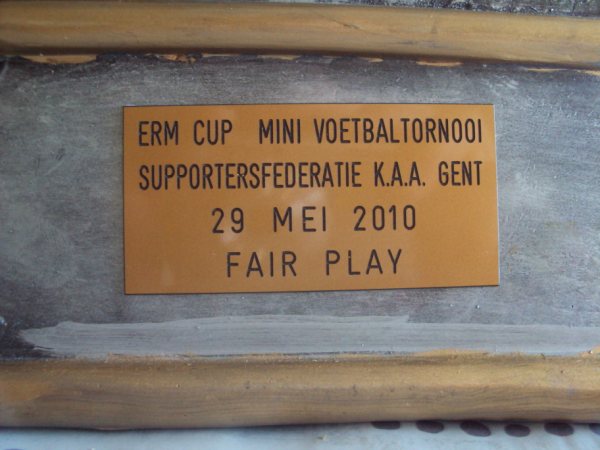 ERM CUP MINI VOETBALTORNOOI
SUPPORTERSFEDERATIE K.A.A. GENT
29 MEI 2010
FAIR PLAY